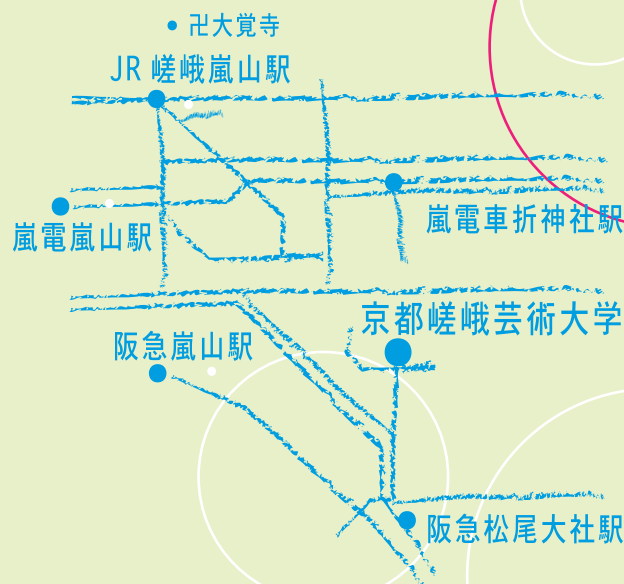 卍大覚寺
JR 嵯峨嵐山駅
嵐電嵐山駅
嵐電車折神社駅
京都嵯峨芸術大学
阪急嵐山駅
阪急松尾大社駅